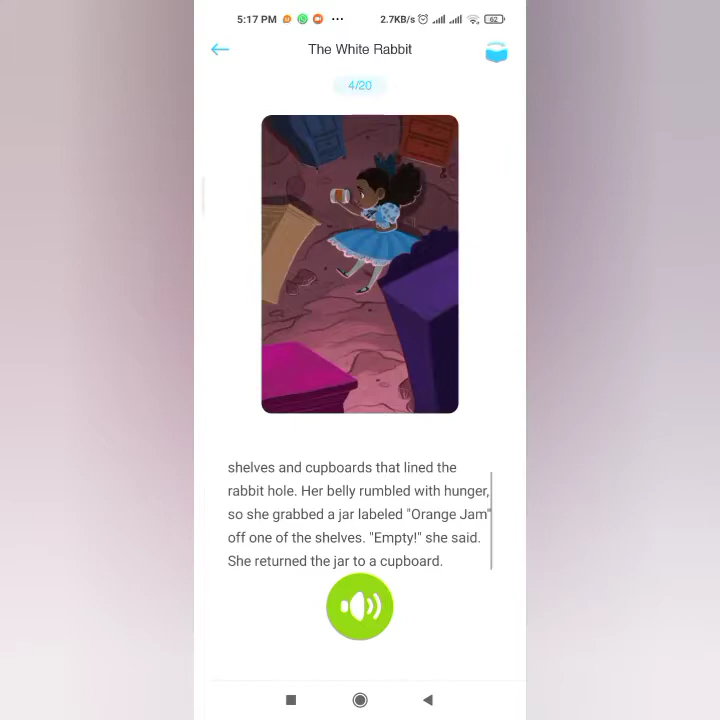 5:17 PM
2.7KB/s
62
The White Rabbit
4/20
shelves and cupboards that lined the
rabbit hole. Her belly rumbled with hunger,
so she grabbed a jar labeled "Orange Jam"
off one of the shelves. "Empty!" she said.
She returned the jar to a cupboard.